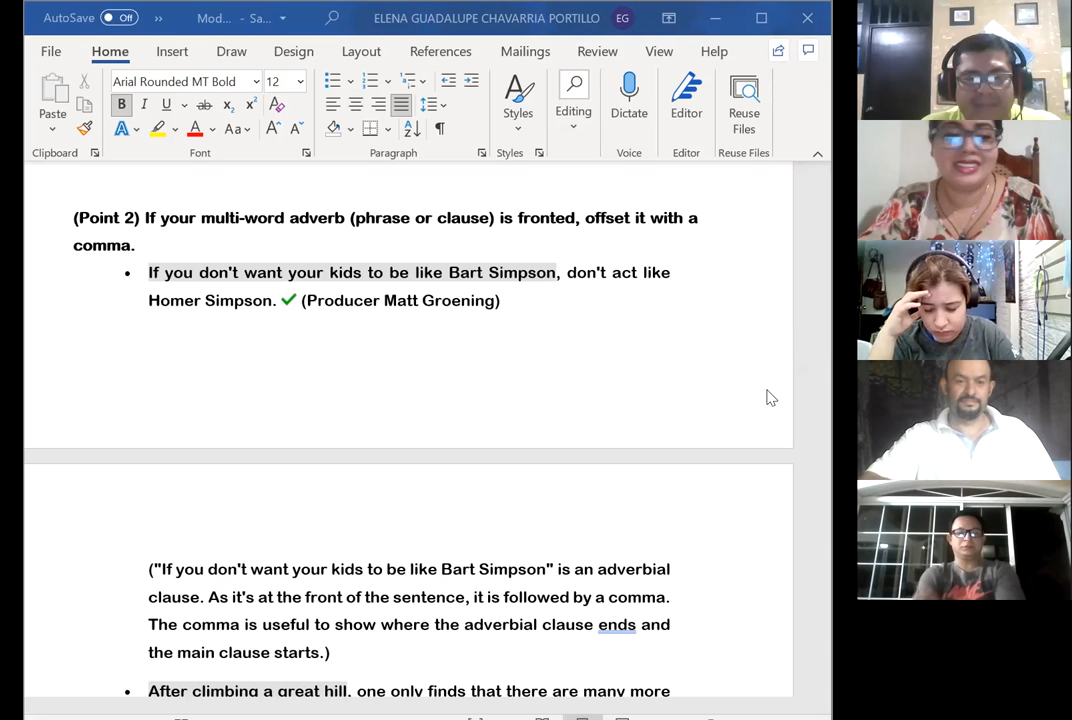 AutoSave Off Mod... - Sa... ELENA GUADALUPE CHAVARRIA PORTILLO EG
File Home Insert Draw Design Layout References Mailings Review View Help
Arial Rounded MT Bold 12
Paste
B I U ab x₂ x²
A A Aa A A
Styles Editing Dictate Editor Reuse Files
Clipboard Font Paragraph Styles Voice Editor Reuse Files
(Point 2) If your multi-word adverb (phrase or clause) is fronted, offset it with a
comma.
• If you don't want your kids to be like Bart Simpson, don't act like
Homer Simpson. ✓ (Producer Matt Groening)
("If you don't want your kids to be like Bart Simpson" is an adverbial
clause. As it's at the front of the sentence, it is followed by a comma.
The comma is useful to show where the adverbial clause ends and
the main clause starts.)
• After climbing a great hill, one only finds that there are many more